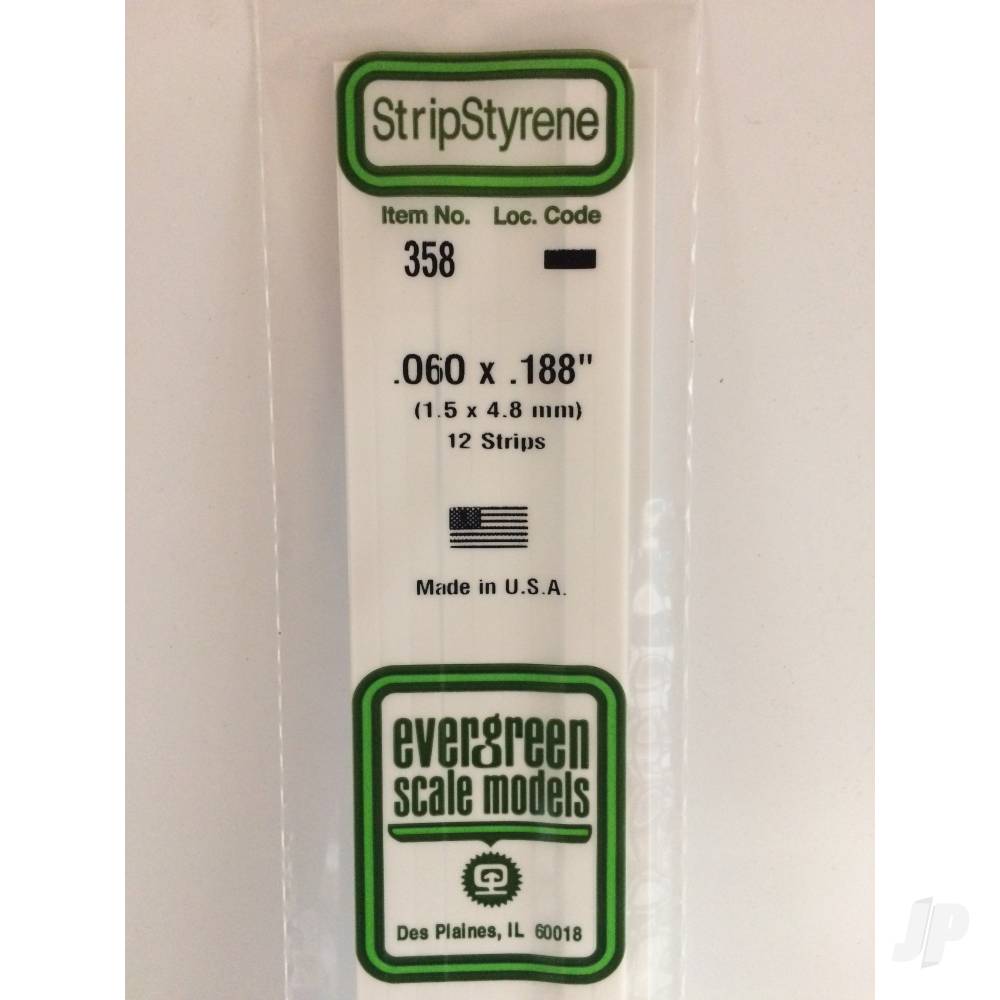 StripStyrene
Item No. Loc. Code
358
.060 x .188"
(1.5 x 4.8 mm)
12 Strips
Made in U.S.A.
evergreen
scale models
Des Plaines, IL 60018
JP